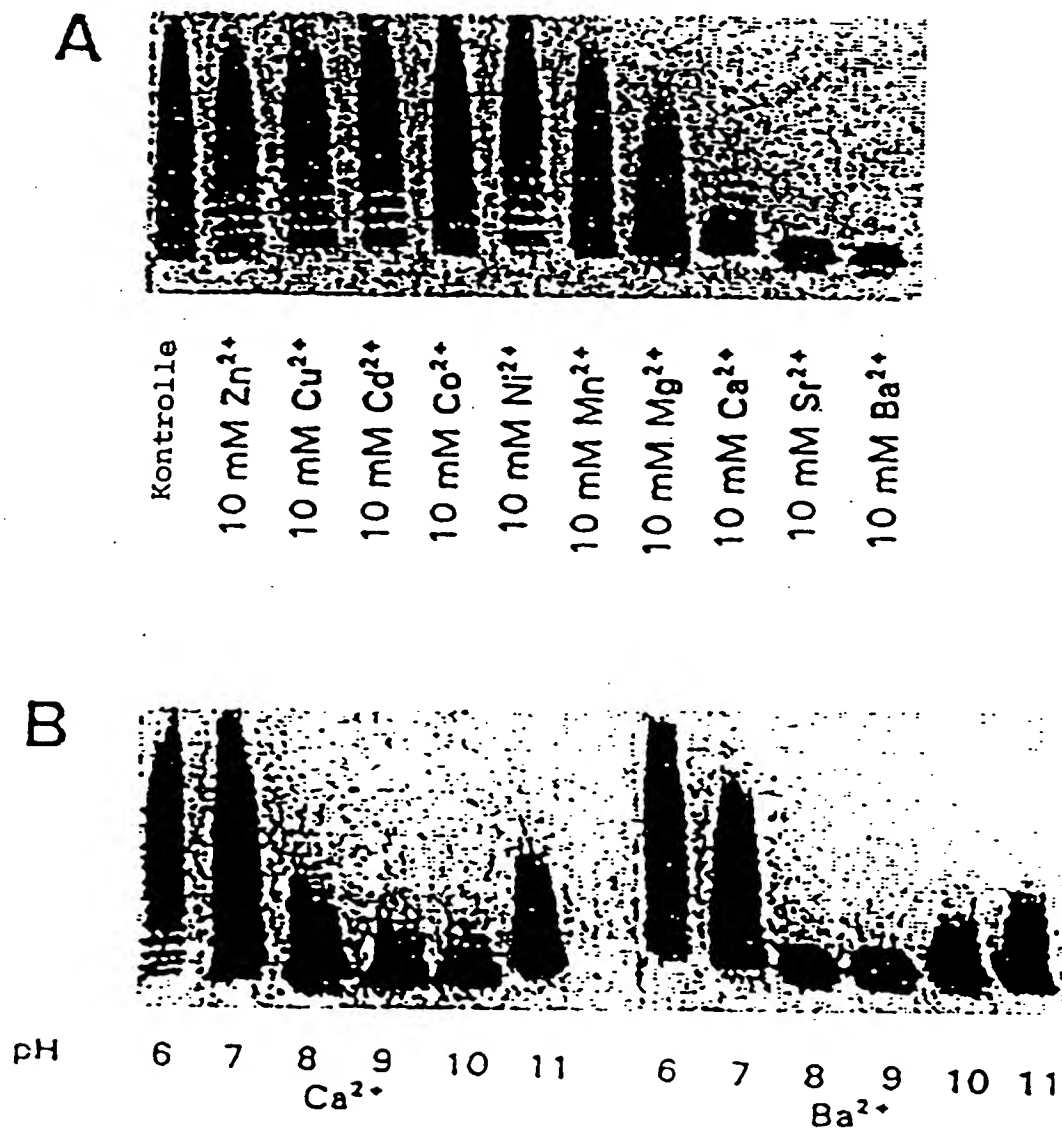 A
Kontrolle
10 mM Zn²⁺
10 mM Cu²⁺
10 mM Cd²⁺
10 mM Co²⁺
10 mM Ni²⁺
10 mM Mn²⁺
10 mM Mg²⁺
10 mM Ca²⁺
10 mM Sr²⁺
10 mM Ba²⁺
B
pH 6 7 8 9 10 11 6 7 8 9 10 11
Ca²⁺ Ba²⁺